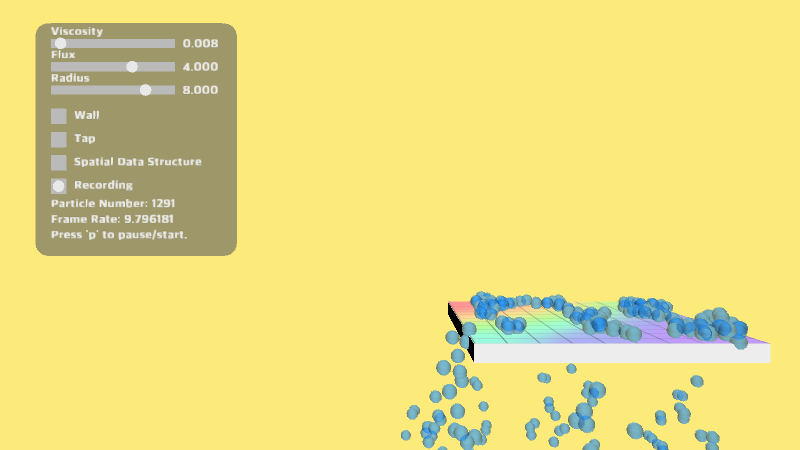 Viscosity
0.008
Flux
4.000
Radius
8.000
Wall
Tap
Spatial Data Structure
Recording
Particle Number: 1291
Frame Rate: 9.796181
Press 'p' to pause/start.